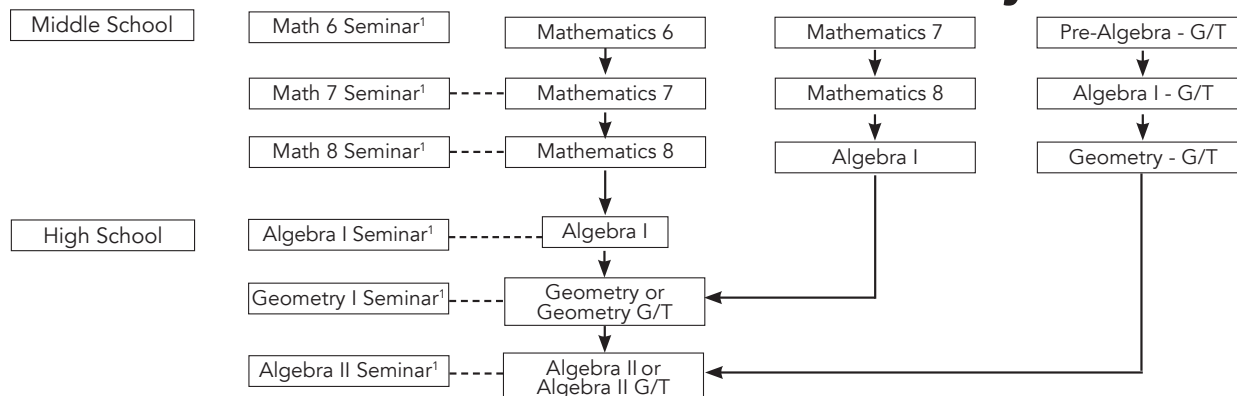 Middle School
Math 6 Seminar¹
Mathematics 6
Mathematics 7
Pre-Algebra - G/T
Math 7 Seminar¹
Mathematics 7
Mathematics 8
Algebra I - G/T
Math 8 Seminar¹
Mathematics 8
Algebra I
Geometry - G/T
High School
Algebra I Seminar¹
Algebra I
Geometry I Seminar¹
Geometry or
Geometry G/T
Algebra II Seminar¹
Algebra II or
Algebra II G/T